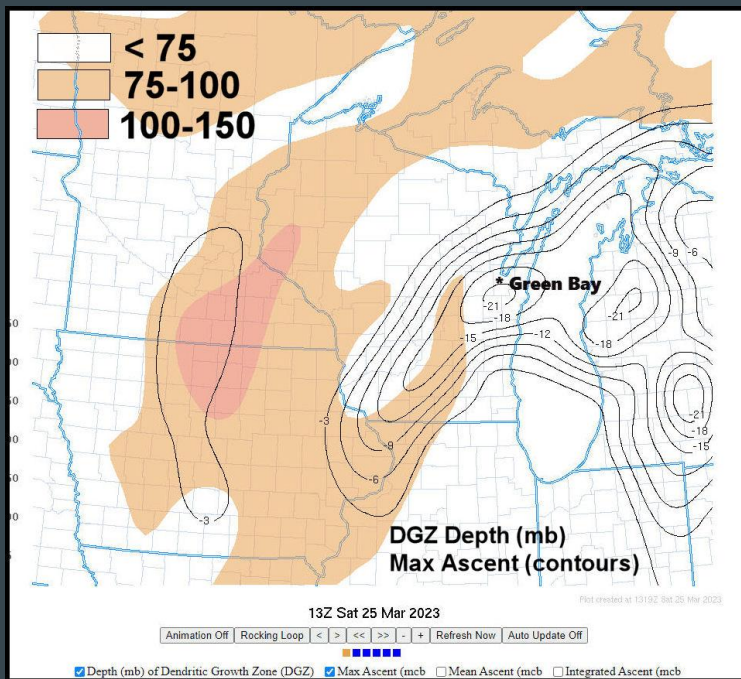 < 75
75-100
100-150
-9
-6
* Green Bay
-21
-21
-18
-15
-12
-18
-3
-9
-6
-21
-18
-15
-3
DGZ Depth (mb)
Max Ascent (contours)
Plot created at 1319Z Sat 25 Mar 2023
13Z Sat 25 Mar 2023
Animation Off Rocking Loop < > << >> - + Refresh Now Auto Update Off
Depth (mb) of Dendritic Growth Zone (DGZ) Max Ascent (mcb Mean Ascent (mcb Integrated Ascent (mcb